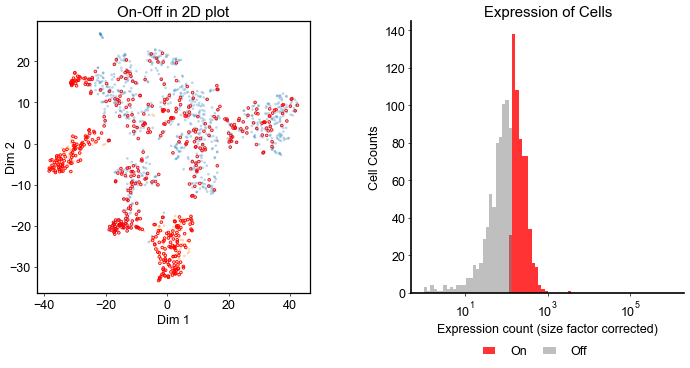 On-Off in 2D plot
20
10
0
−10
−20
−30
−40
−20
0
20
40
Dim 2
Dim 1
Expression of Cells
140
120
100
80
60
40
20
0
10^1
10^3
10^5
Cell Counts
Expression count (size factor corrected)
On
Off